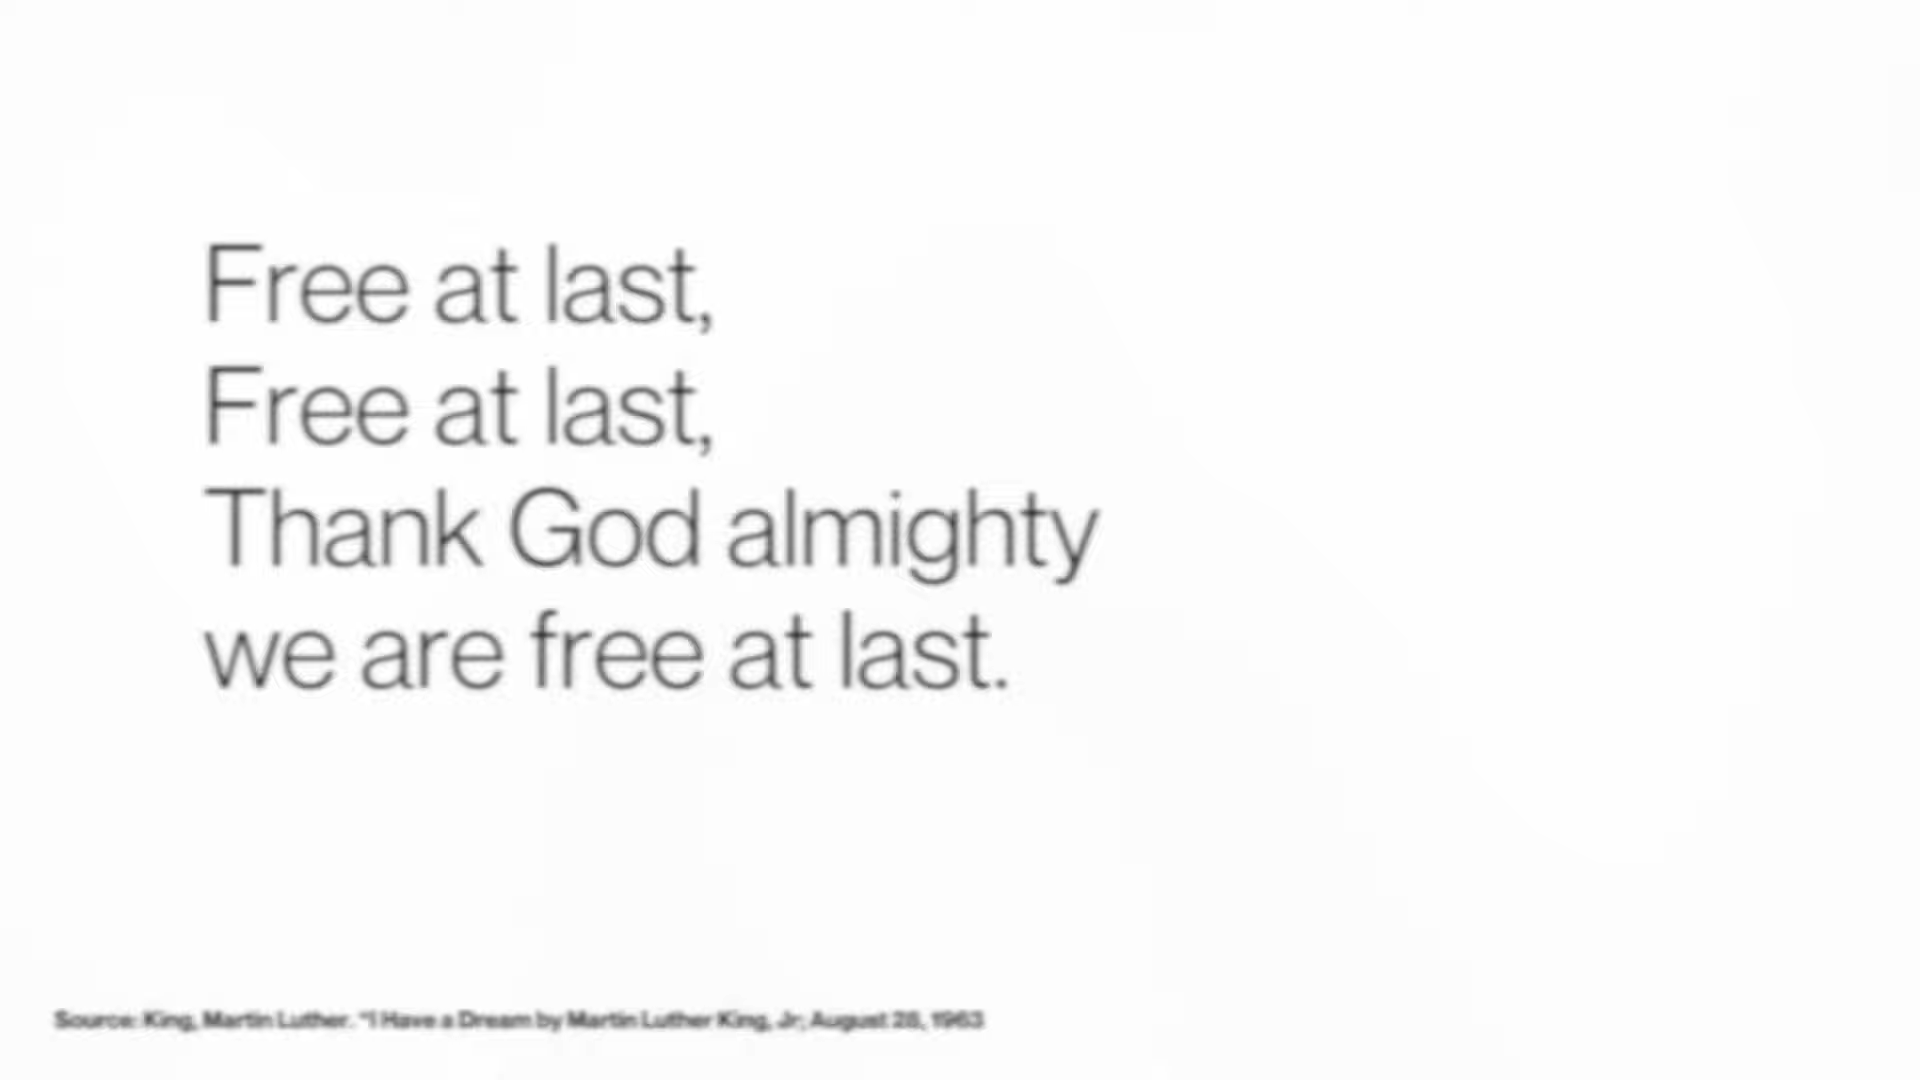 Free at last,
Free at last,
Thank God almighty
we are free at last.
Source: King, Martin Luther. "I Have a Dream by Martin Luther King, Jr; August 28, 1963